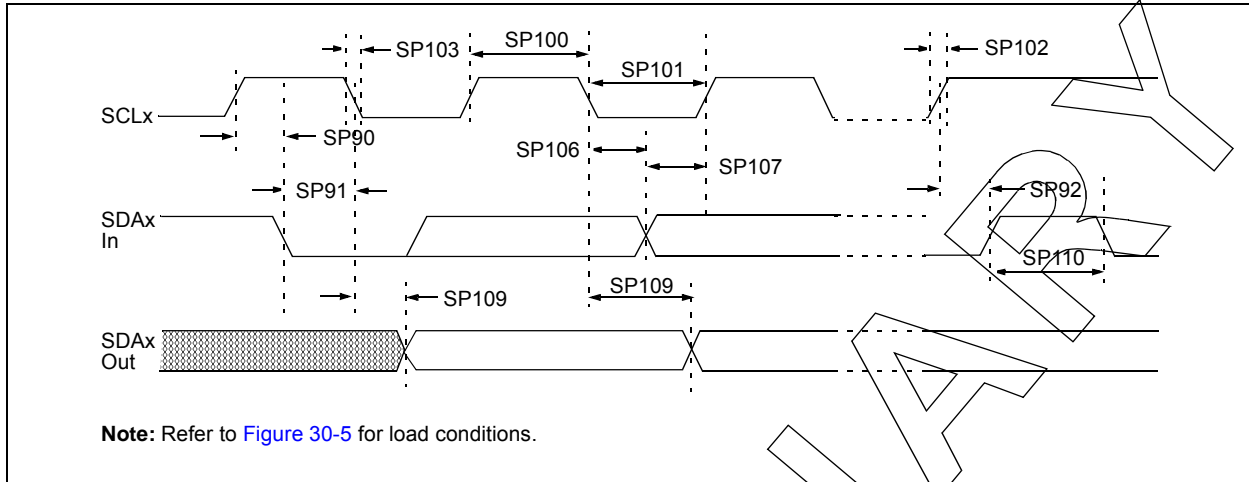 SP103
SP100
SP101
SP102
SCLx
SP90
SP106
SP107
SP91
SP92
SDAx
In
SP110
SP109
SP109
SDAx
Out
Note: Refer to Figure 30-5 for load conditions.